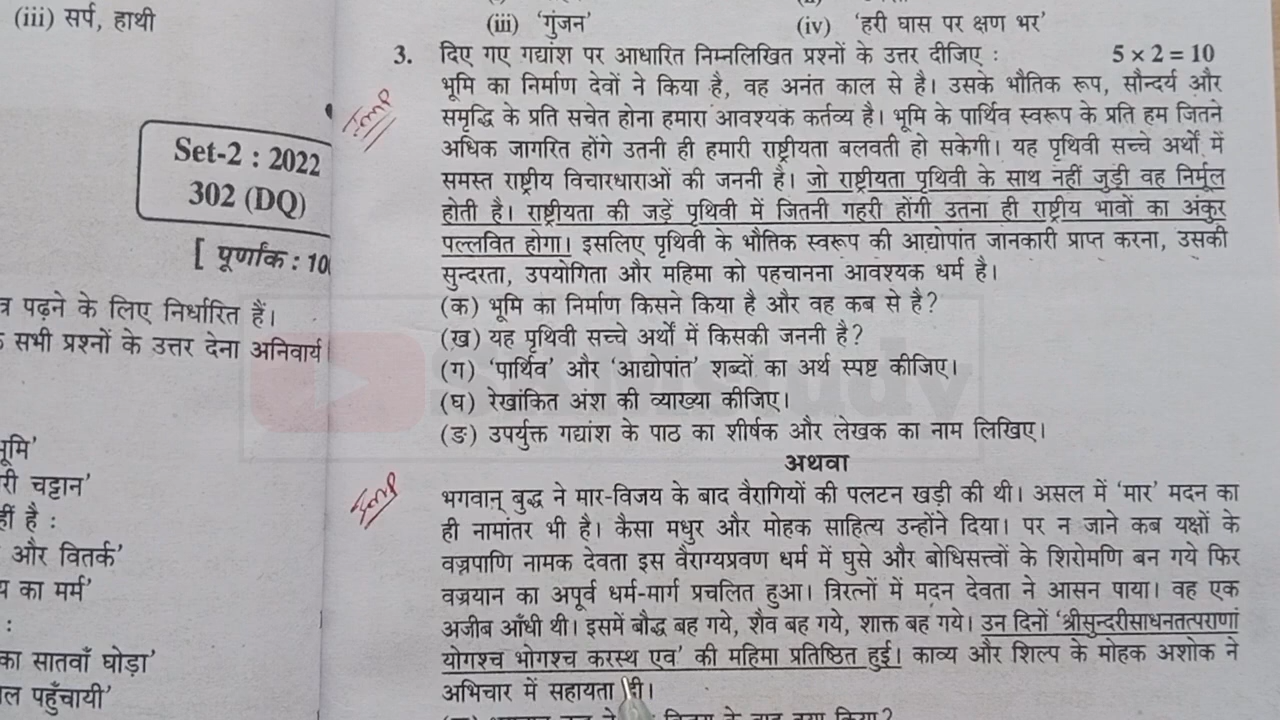 (iii) सर्प, हाथी
Set-2 : 2022
302 (DQ)
[ पूर्णांक : 10
पढ़ने के लिए निर्धारित हैं।
सभी प्रश्नों के उत्तर देना अनिवार्य
चट्टान'
है :
और वितर्क'
का मर्म'
:
का सातवाँ घोड़ा'
पहुँचायी'
(iii) 'गुंजन'
(iv) 'हरी घास पर क्षण भर'
3. दिए गए गद्यांश पर आधारित निम्नलिखित प्रश्नों के उत्तर दीजिए : 5 × 2 = 10
Imp
भूमि का निर्माण देवों ने किया है, वह अनंत काल से है। उसके भौतिक रूप, सौन्दर्य और
समृद्धि के प्रति सचेत होना हमारा आवश्यक कर्तव्य है। भूमि के पार्थिव स्वरूप के प्रति हम जितने
अधिक जागरित होंगे उतनी ही हमारी राष्ट्रीयता बलवती हो सकेगी। यह पृथिवी सच्चे अर्थों में
समस्त राष्ट्रीय विचारधाराओं की जननी है। जो राष्ट्रीयता पृथिवी के साथ नहीं जुड़ी वह निर्मूल
होती है। राष्ट्रीयता की जड़ें पृथिवी में जितनी गहरी होंगी उतना ही राष्ट्रीय भावों का अंकुर
पल्लवित होगा। इसलिए पृथिवी के भौतिक स्वरूप की आद्योपांत जानकारी प्राप्त करना, उसकी
सुन्दरता, उपयोगिता और महिमा को पहचानना आवश्यक धर्म है।
(क) भूमि का निर्माण किसने किया है और वह कब से है?
(ख) यह पृथिवी सच्चे अर्थों में किसकी जननी है?
(ग) 'पार्थिव' और 'आद्योपांत' शब्दों का अर्थ स्पष्ट कीजिए।
(घ) रेखांकित अंश की व्याख्या कीजिए।
(ङ) उपर्युक्त गद्यांश के पाठ का शीर्षक और लेखक का नाम लिखिए।
अथवा
Imp
भगवान् बुद्ध ने मार-विजय के बाद वैरागियों की पलटन खड़ी की थी। असल में 'मार' मदन का
ही नामांतर भी है। कैसा मधुर और मोहक साहित्य उन्होंने दिया। पर न जाने कब यक्षों के
वज्रपाणि नामक देवता इस वैराग्यप्रवण धर्म में घुसे और बोधिसत्त्वों के शिरोमणि बन गये फिर
वज्रयान का अपूर्व धर्म-मार्ग प्रचलित हुआ। त्रिरत्नों में मदन देवता ने आसन पाया। वह एक
अजीब आँधी थी। इसमें बौद्ध बह गये, शैव बह गये, शाक्त बह गये। उन दिनों 'श्रीसुन्दरीसाधनतत्पराणां
योगश्च भोगश्च करस्थ एव' की महिमा प्रतिष्ठित हुई। काव्य और शिल्प के मोहक अशोक ने
अभिचार में सहायता दी।